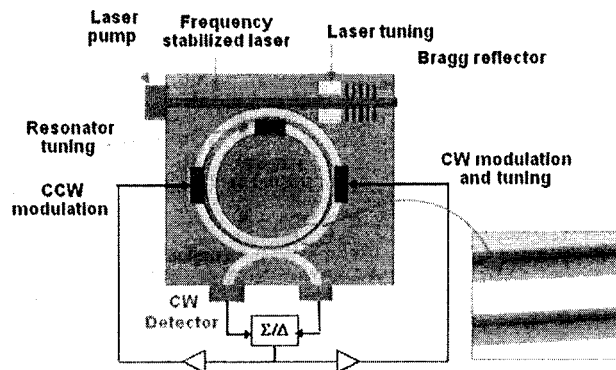 Laser
pump
Frequency
stabilized laser
Laser tuning
Bragg reflector
Resonator
tuning
CCW
modulation
CW modulation
and tuning
CW
Detector
Σ/Δ